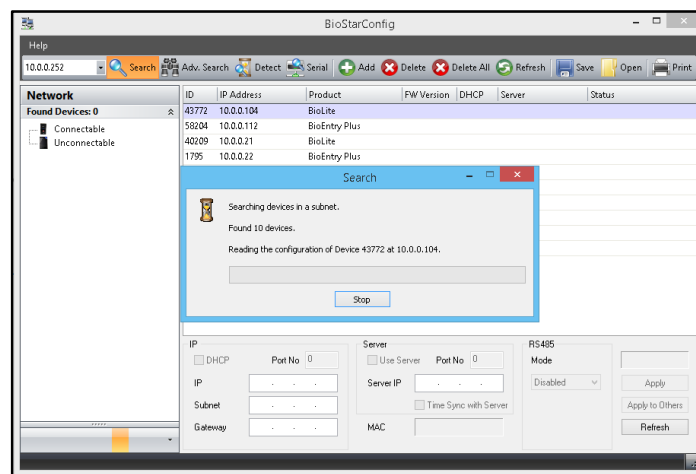 BioStarConfig
Help
10.0.0.252 Search Adv. Search Detect Serial Add Delete Delete All Refresh Save Open Print
Network
Found Devices: 0
Connectable
Unconnectable
ID IP Address Product FW Version DHCP Server Status
43772 10.0.0.104 BioLite
58204 10.0.0.112 BioEntry Plus
40209 10.0.0.21 BioLite
1795 10.0.0.22 BioEntry Plus
Search
Searching devices in a subnet.
Found 10 devices.
Reading the configuration of Device 43772 at 10.0.0.104.
Stop
IP Server RS485
DHCP Port No 0 Use Server Port No 0 Mode
IP Server IP Disabled Apply
Subnet Time Sync with Server Apply to Others
Gateway MAC Refresh